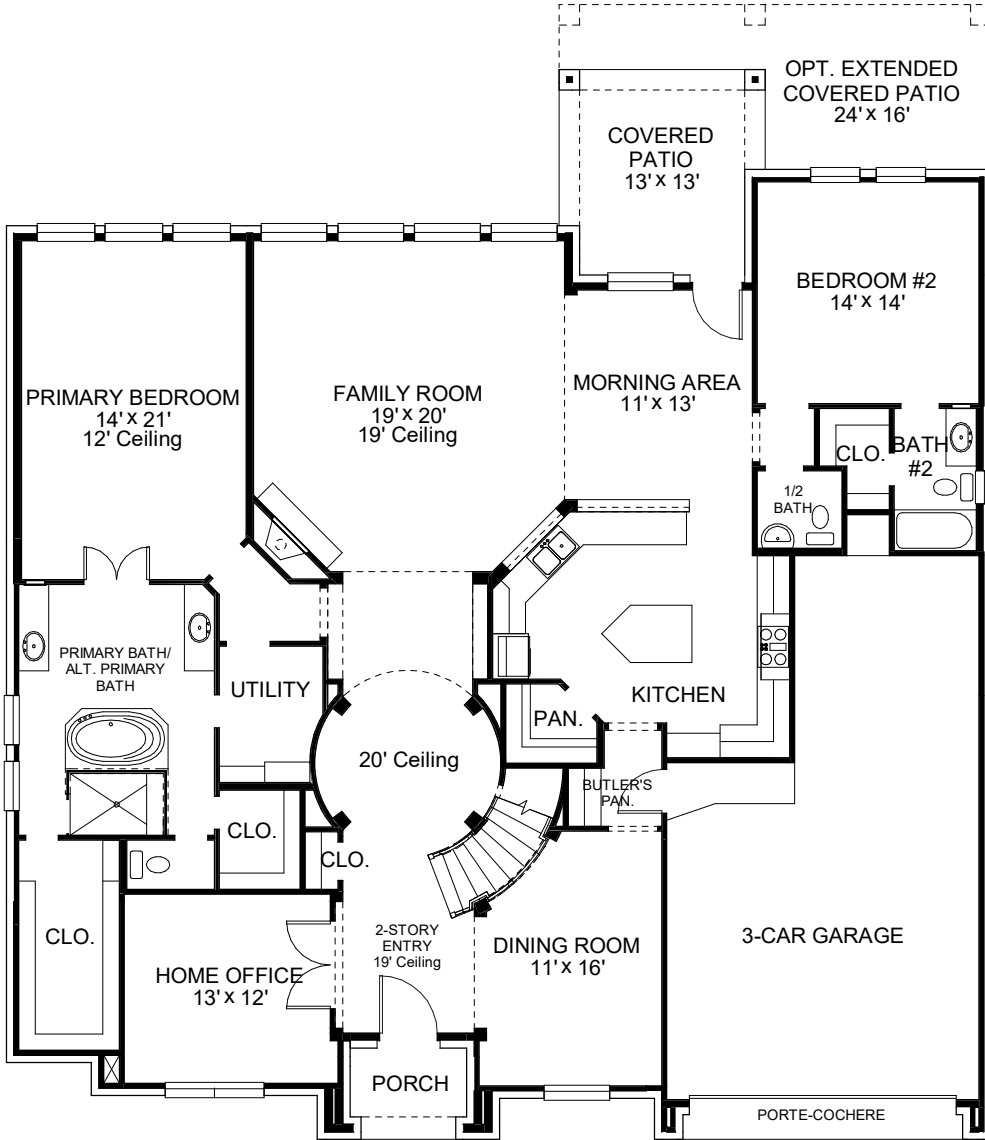 OPT. EXTENDED
COVERED PATIO
24' x 16'
COVERED
PATIO
13' x 13'
BEDROOM #2
14' x 14'
PRIMARY BEDROOM
14' x 21'
12' Ceiling
FAMILY ROOM
19' x 20'
19' Ceiling
MORNING AREA
11' x 13'
CLO.
BATH
#2
1/2
BATH
PRIMARY BATH/
ALT. PRIMARY
BATH
UTILITY
KITCHEN
PAN.
20' Ceiling
BUTLER'S
PAN.
CLO.
CLO.
CLO.
2-STORY
ENTRY
19' Ceiling
DINING ROOM
11' x 16'
3-CAR GARAGE
HOME OFFICE
13' x 12'
PORCH
PORTE-COCHERE